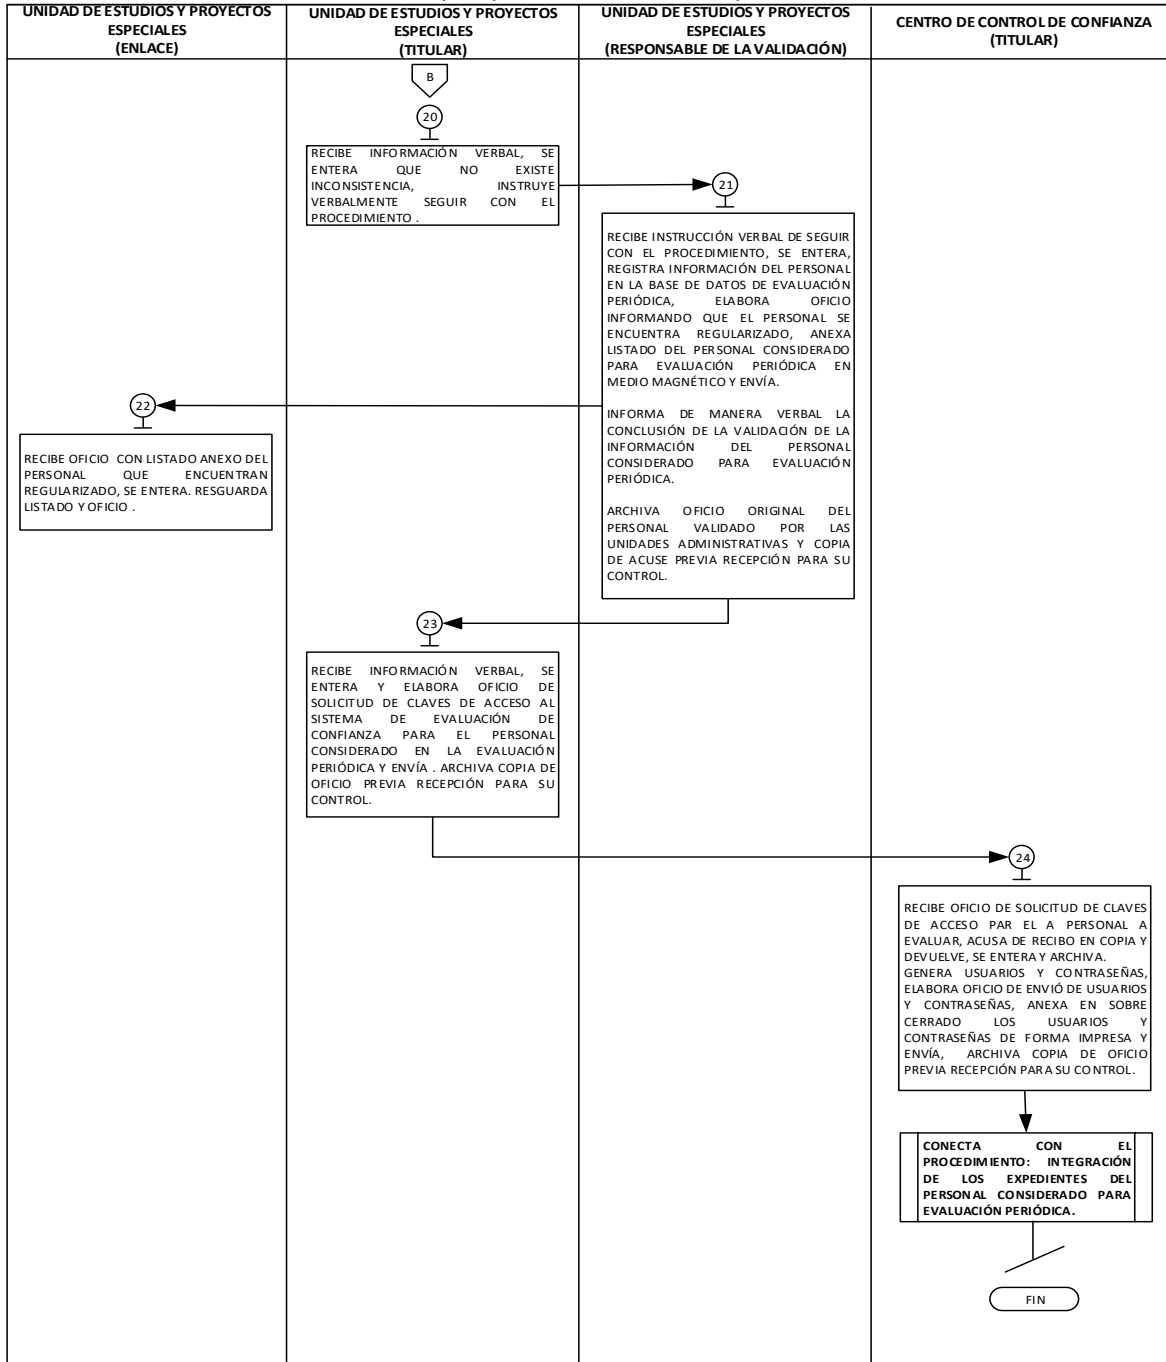 UNIDAD DE ESTUDIOS Y PROYECTOS
ESPECIALES
(ENLACE)
UNIDAD DE ESTUDIOS Y PROYECTOS
ESPECIALES
(TITULAR)
UNIDAD DE ESTUDIOS Y PROYECTOS
ESPECIALES
(RESPONSABLE DE LA VALIDACIÓN)
CENTRO DE CONTROL DE CONFIANZA
(TITULAR)
B
20
RECIBE INFORMACIÓN VERBAL, SE
ENTERA QUE NO EXISTE
INCONSISTENCIA, INSTRUYE
VERBALMENTE SEGUIR CON EL
PROCEDIMIENTO .
21
RECIBE INSTRUCCIÓN VERBAL DE SEGUIR
CON EL PROCEDIMIENTO, SE ENTERA,
REGISTRA INFORMACIÓN DEL PERSONAL
EN LA BASE DE DATOS DE EVALUACIÓN
PERIÓDICA, ELABORA OFICIO
INFORMANDO QUE EL PERSONAL SE
ENCUENTRA REGULARIZADO, ANEXA
LISTADO DEL PERSONAL CONSIDERADO
PARA EVALUACIÓN PERIÓDICA EN
MEDIO MAGNÉTICO Y ENVÍA.
INFORMA DE MANERA VERBAL LA
CONCLUSIÓN DE LA VALIDACIÓN DE LA
INFORMACIÓN DEL PERSONAL
CONSIDERADO PARA EVALUACIÓN
PERIÓDICA.
ARCHIVA OFICIO ORIGINAL DEL
PERSONAL VALIDADO POR LAS
UNIDADES ADMINISTRATIVAS Y COPIA
DE ACUSE PREVIA RECEPCIÓN PARA SU
CONTROL.
22
RECIBE OFICIO CON LISTADO ANEXO DEL
PERSONAL QUE ENCUENTRAN
REGULARIZADO, SE ENTERA. RESGUARDA
LISTADO Y OFICIO .
23
RECIBE INFORMACIÓN VERBAL, SE
ENTERA Y ELABORA OFICIO DE
SOLICITUD DE CLAVES DE ACCESO AL
SISTEMA DE EVALUACIÓN DE
CONFIANZA PARA EL PERSONAL
CONSIDERADO EN LA EVALUACIÓN
PERIÓDICA Y ENVÍA . ARCHIVA COPIA DE
OFICIO PREVIA RECEPCIÓN PARA SU
CONTROL.
24
RECIBE OFICIO DE SOLICITUD DE CLAVES
DE ACCESO PAR EL A PERSONAL A
EVALUAR, ACUSA DE RECIBO EN COPIA Y
DEVUELVE, SE ENTERA Y ARCHIVA.
GENERA USUARIOS Y CONTRASEÑAS,
ELABORA OFICIO DE ENVIÓ DE USUARIOS
Y CONTRASEÑAS, ANEXA EN SOBRE
CERRADO LOS USUARIOS Y
CONTRASEÑAS DE FORMA IMPRESA Y
ENVÍA, ARCHIVA COPIA DE OFICIO
PREVIA RECEPCIÓN PARA SU CONTROL.
CONECTA CON EL
PROCEDIMIENTO: INTEGRACIÓN
DE LOS EXPEDIENTES DEL
PERSONAL CONSIDERADO PARA
EVALUACIÓN PERIÓDICA.
FIN